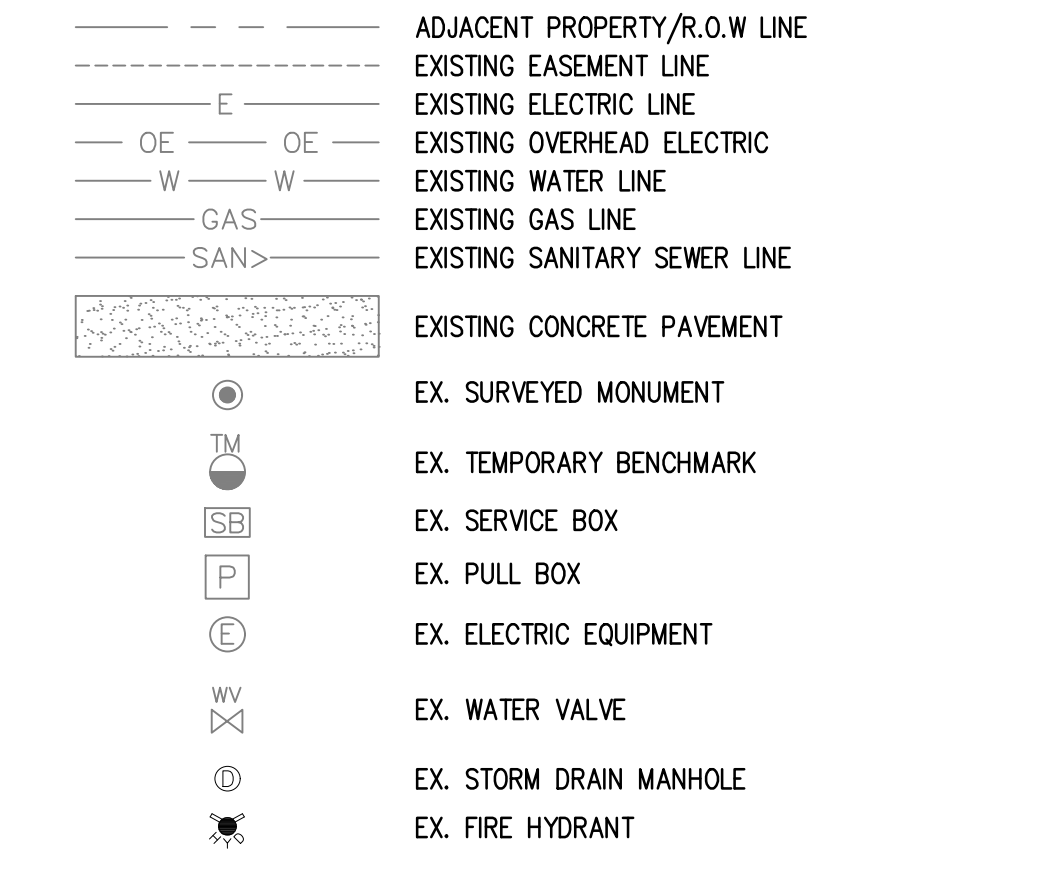 ADJACENT PROPERTY/R.O.W LINE
EXISTING EASEMENT LINE
E EXISTING ELECTRIC LINE
OE OE EXISTING OVERHEAD ELECTRIC
W W EXISTING WATER LINE
GAS EXISTING GAS LINE
SAN> EXISTING SANITARY SEWER LINE
EXISTING CONCRETE PAVEMENT
EX. SURVEYED MONUMENT
TM
EX. TEMPORARY BENCHMARK
SB EX. SERVICE BOX
P EX. PULL BOX
E EX. ELECTRIC EQUIPMENT
WV
EX. WATER VALVE
D EX. STORM DRAIN MANHOLE
EX. FIRE HYDRANT
HYD